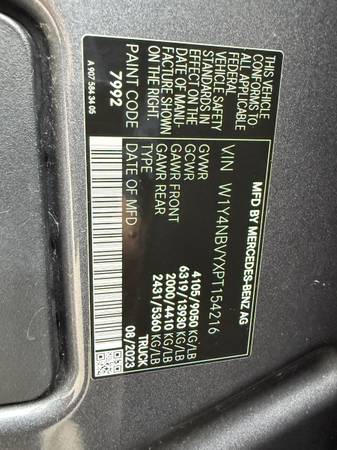 MFD BY MERCEDES-BENZ AG
VIN W1Y4NBVYXPT154216
GVWR 4105/9050 KG/LB
GCWR 6319/13930 KG/LB
GAWR FRONT 2000/4410 KG/LB
GAWR REAR 2431/5360 KG/LB
TYPE TRUCK
DATE OF MFD 08/2023
THIS VEHICLE
CONFORMS TO
ALL APPLICABLE
FEDERAL
VEHICLE SAFETY
STANDARDS IN
EFFECT ON THE
DATE OF MANU-
FACTURE SHOWN
ON THE RIGHT.
PAINT CODE
7992
A 907 584 34 05